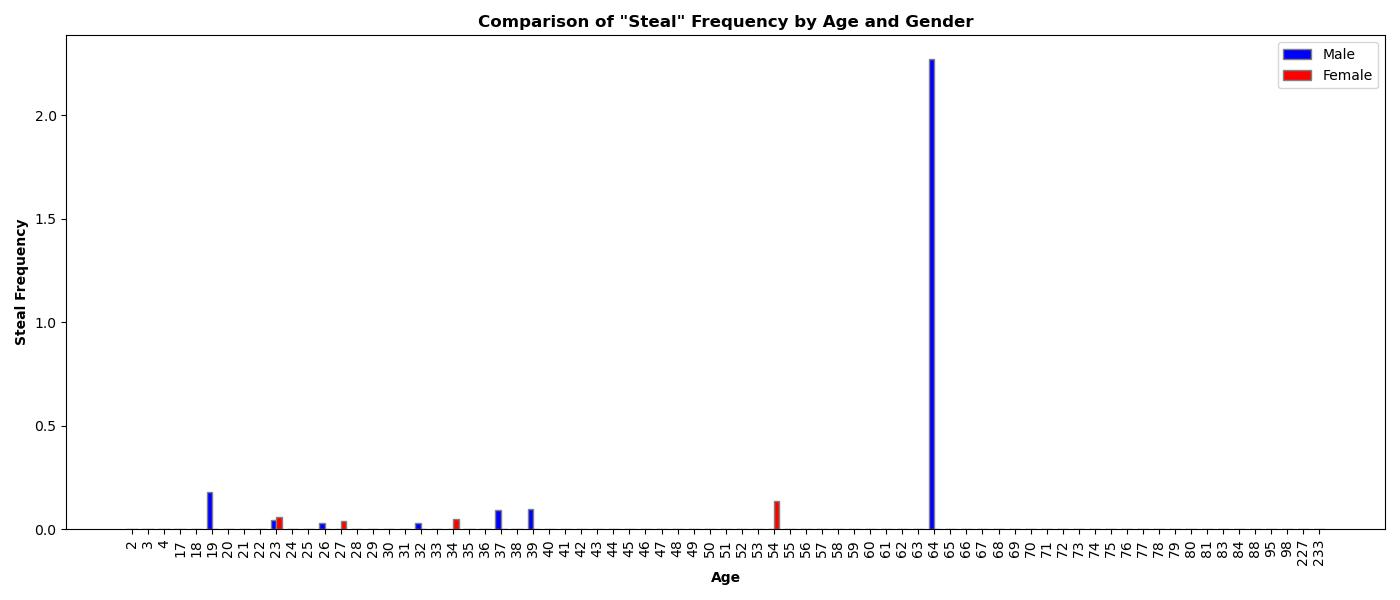 Comparison of "Steal" Frequency by Age and Gender
Male
Female
Steal Frequency
2.0
1.5
1.0
0.5
0.0
2 3 4 17 18 19 20 21 22 23 24 25 26 27 28 29 30 31 32 33 34 35 36 37 38 39 40 41 42 43 44 45 46 47 48 49 50 51 52 53 54 55 56 57 58 59 60 61 62 63 64 65 66 67 68 69 70 71 72 73 74 75 76 77 78 79 80 81 83 84 88 95 98 227 233
Age